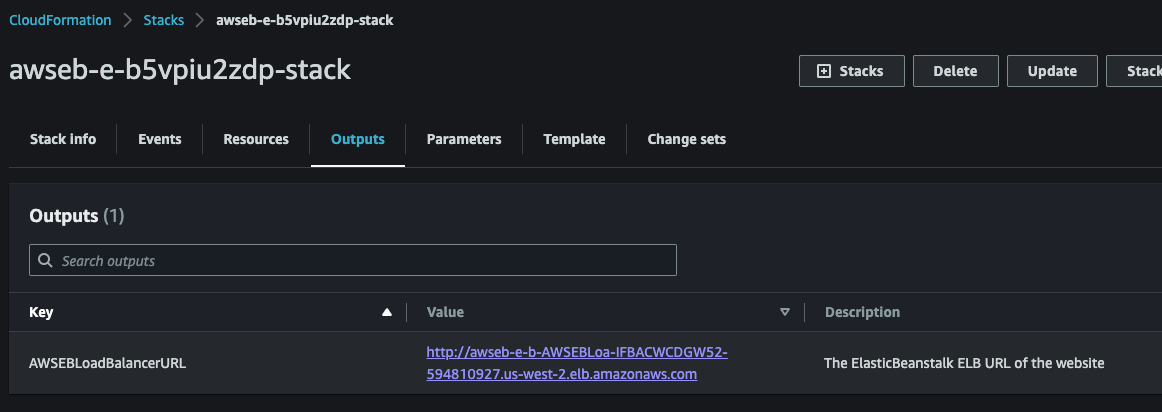 CloudFormation > Stacks > awseb-e-b5vpiu2zdp-stack
awseb-e-b5vpiu2zdp-stack
Stacks Delete Update Stack
Stack info Events Resources Outputs Parameters Template Change sets
Outputs (1)
Search outputs
Key Value Description
AWSEBLoadBalancerURL http://awseb-e-b-AWSEBLoa-IFBACWCDGW52- The ElasticBeanstalk ELB URL of the website
594810927.us-west-2.elb.amazonaws.com